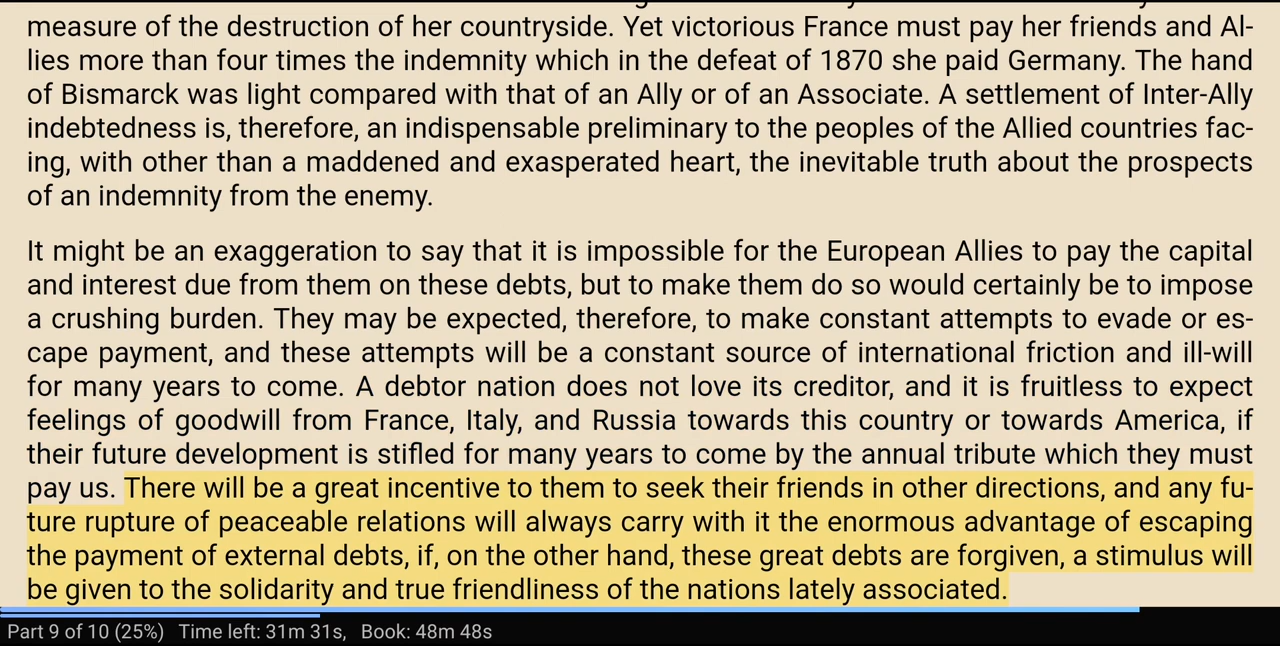 measure of the destruction of her countryside. Yet victorious France must pay her friends and Al-
lies more than four times the indemnity which in the defeat of 1870 she paid Germany. The hand
of Bismarck was light compared with that of an Ally or of an Associate. A settlement of Inter-Ally
indebtedness is, therefore, an indispensable preliminary to the peoples of the Allied countries fac-
ing, with other than a maddened and exasperated heart, the inevitable truth about the prospects
of an indemnity from the enemy.
It might be an exaggeration to say that it is impossible for the European Allies to pay the capital
and interest due from them on these debts, but to make them do so would certainly be to impose
a crushing burden. They may be expected, therefore, to make constant attempts to evade or es-
cape payment, and these attempts will be a constant source of international friction and ill-will
for many years to come. A debtor nation does not love its creditor, and it is fruitless to expect
feelings of goodwill from France, Italy, and Russia towards this country or towards America, if
their future development is stifled for many years to come by the annual tribute which they must
pay us. There will be a great incentive to them to seek their friends in other directions, and any fu-
ture rupture of peaceable relations will always carry with it the enormous advantage of escaping
the payment of external debts, if, on the other hand, these great debts are forgiven, a stimulus will
be given to the solidarity and true friendliness of the nations lately associated.
Part 9 of 10 (25%) Time left: 31m 31s, Book: 48m 48s